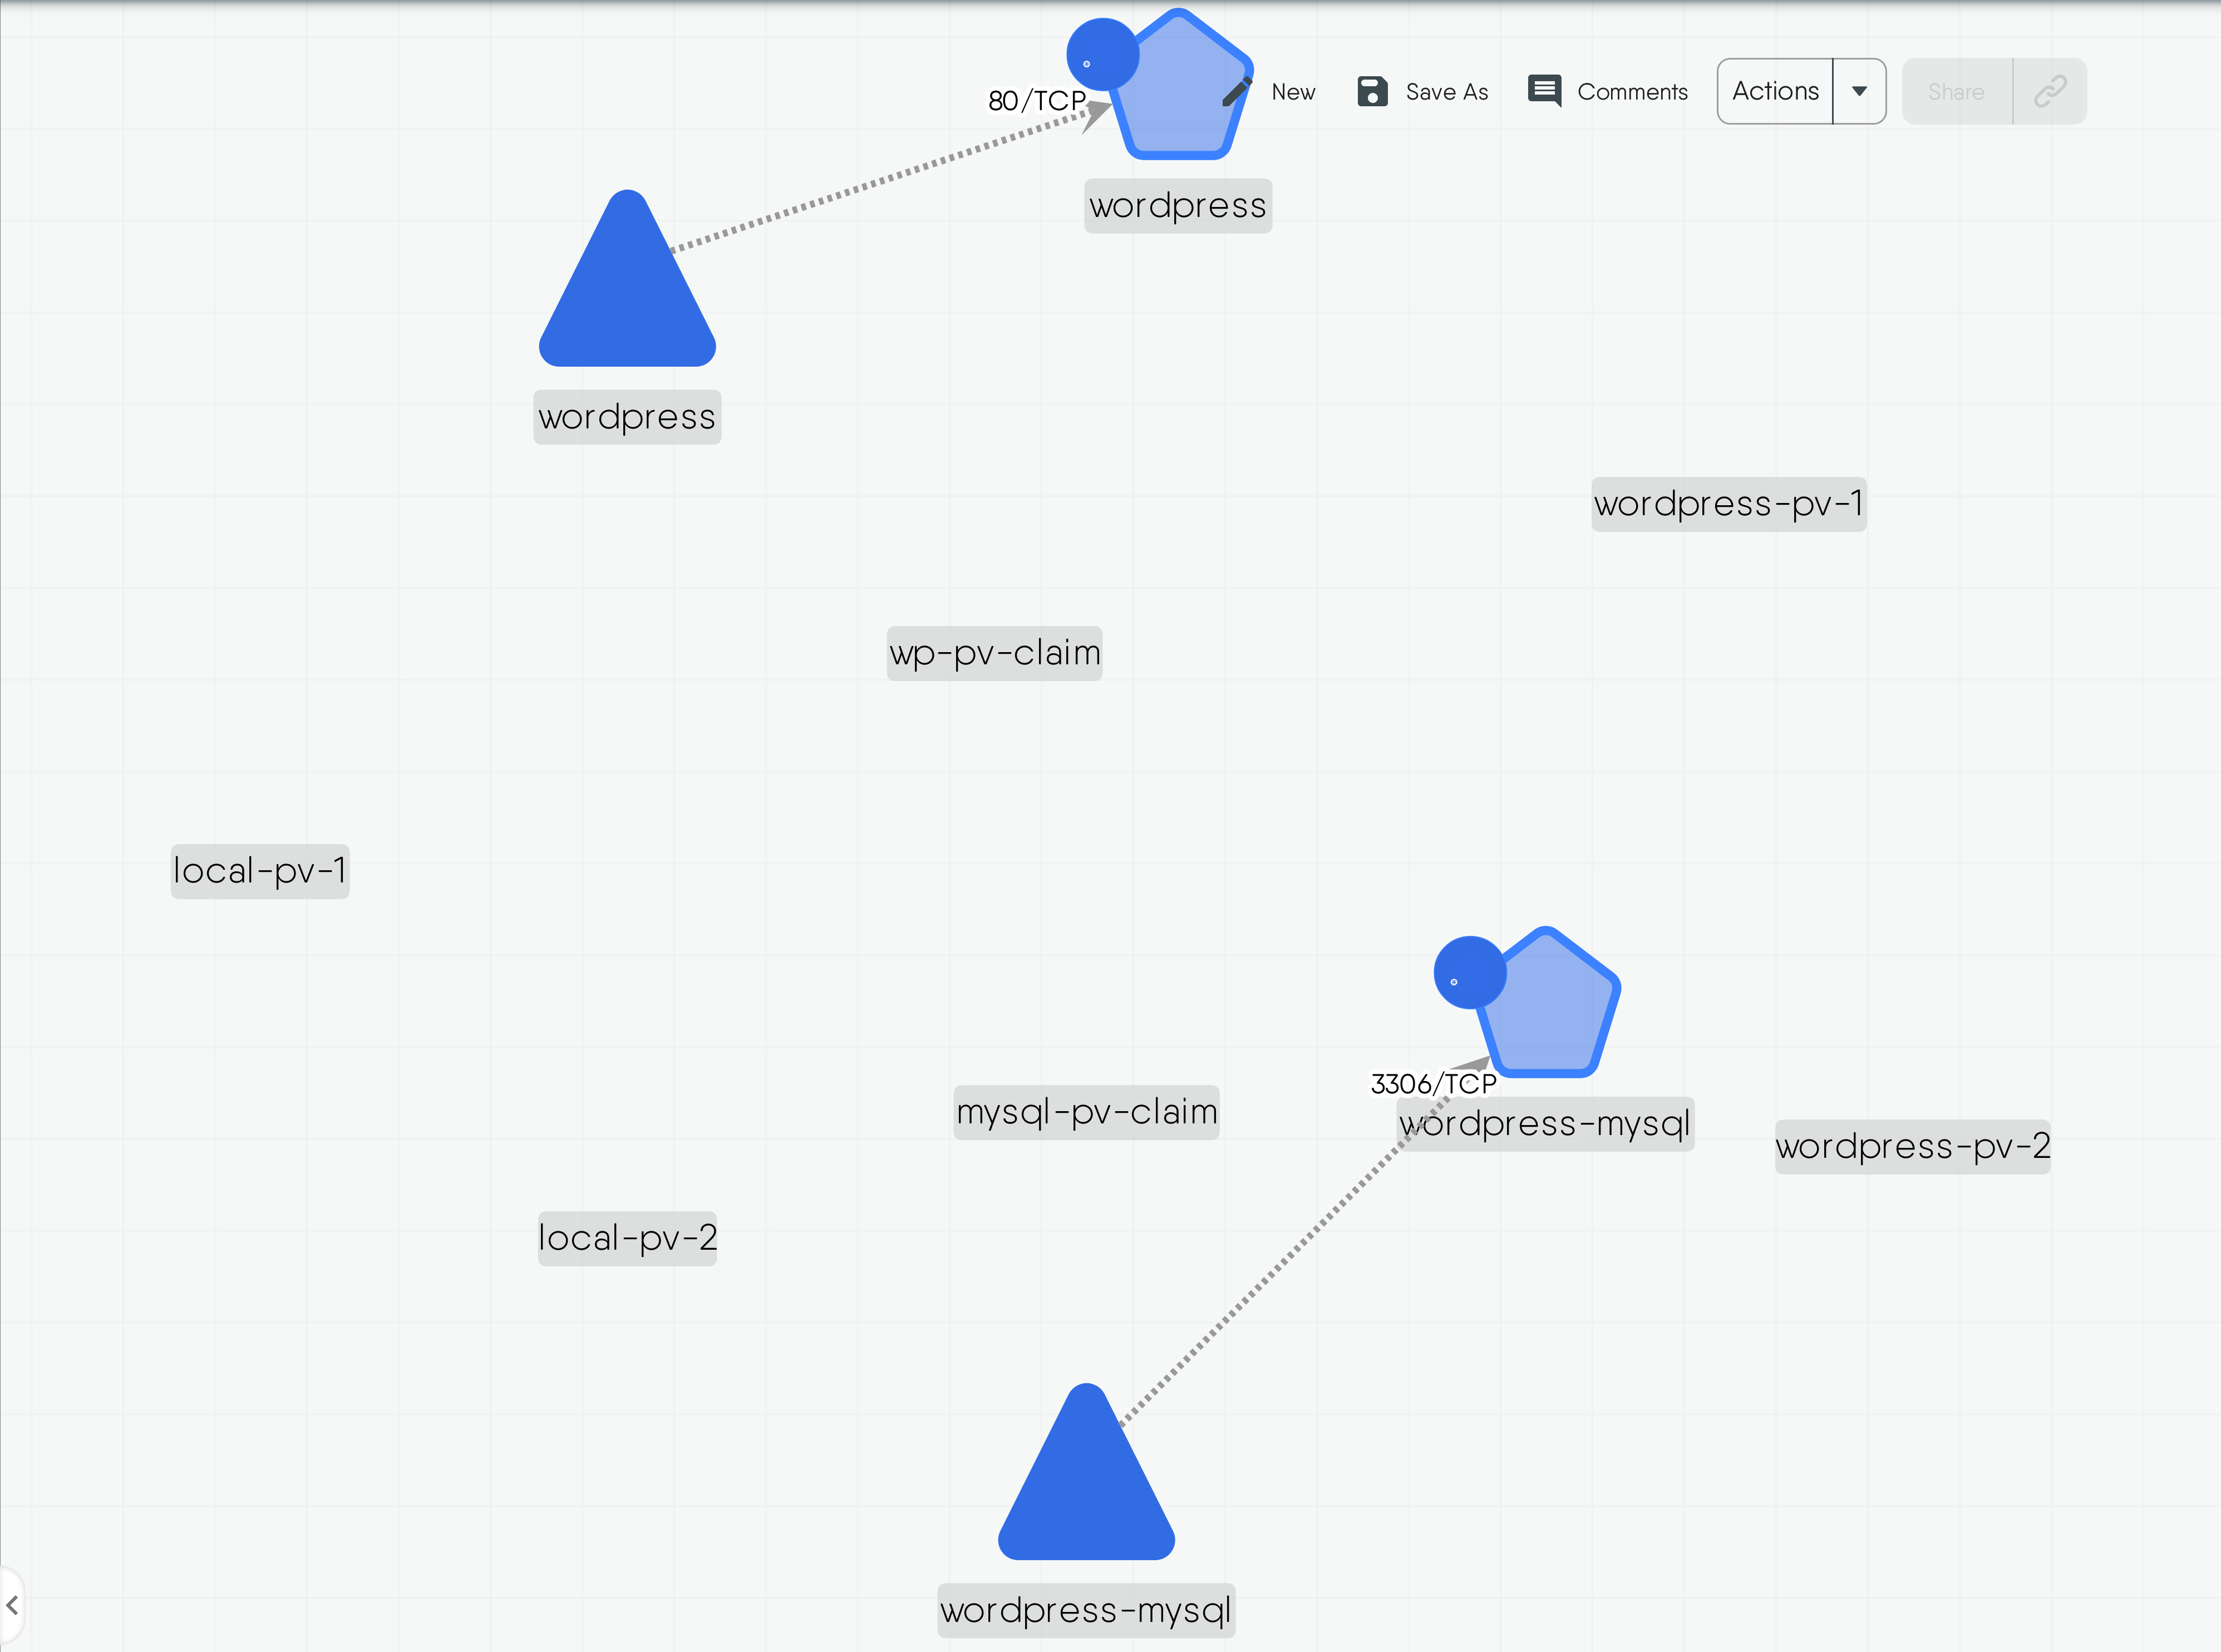 80/TCP
New
Save As
Comments
Actions
Share
wordpress
wordpress
wordpress-pv-1
wp-pv-claim
local-pv-1
3306/TCP
mysql-pv-claim
wordpress-mysql
wordpress-pv-2
local-pv-2
wordpress-mysql